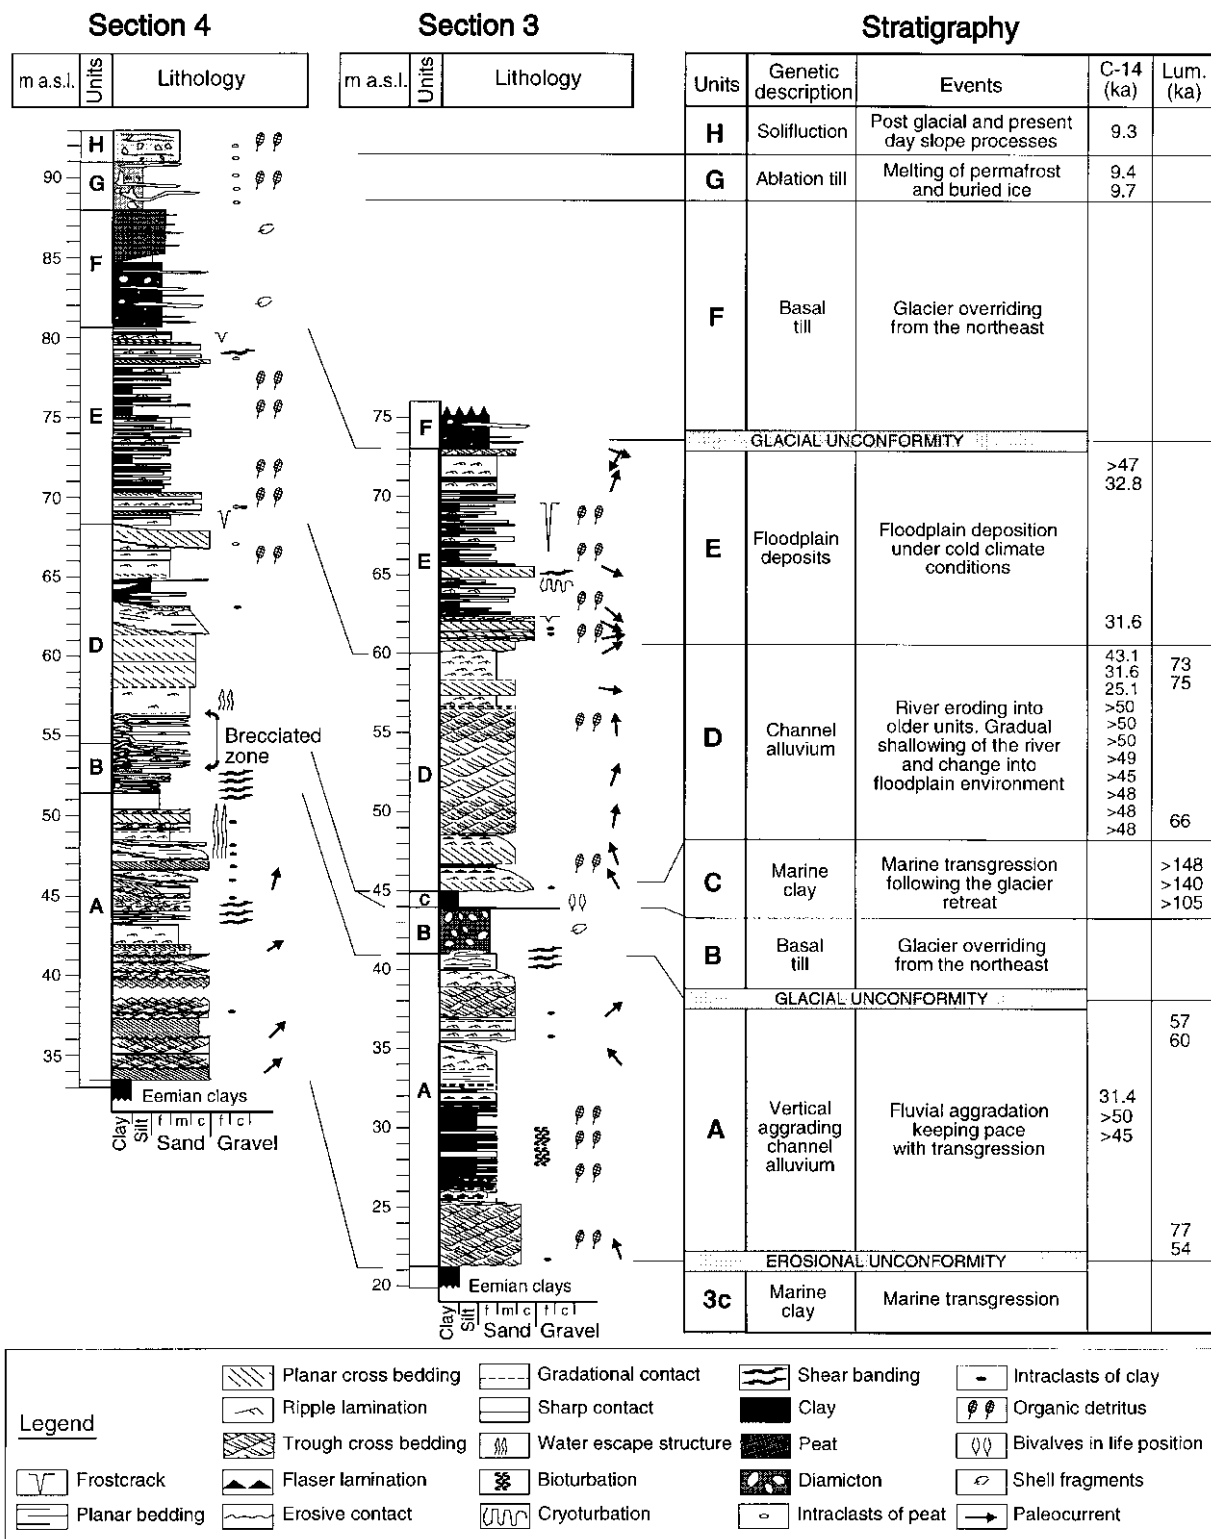 Section 4
Section 3
Stratigraphy
m a.s.l.
Units
Lithology
m a.s.l.
Units
Lithology
Units
Genetic
description
Events
C-14
(ka)
Lum.
(ka)
H
G
F
E
D
B
A
90
85
80
75
70
65
60
55
50
45
40
35
Brecciated
zone
Eemian clays
Clay
Silt
f m c f c
Sand Gravel
F
E
D
C
B
A
75
70
65
60
55
50
45
40
35
30
25
20
Eemian clays
Clay
Silt
f m c f c
Sand Gravel
H
Solifluction
Post glacial and present
day slope processes
9.3
G
Ablation till
Melting of permafrost
and buried ice
9.4
9.7
F
Basal
till
Glacier overriding
from the northeast
GLACIAL UNCONFORMITY
E
Floodplain
deposits
Floodplain deposition
under cold climate
conditions
>47
32.8
31.6
D
Channel
alluvium
River eroding into
older units. Gradual
shallowing of the river
and change into
floodplain environment
43.1
31.6
25.1
>50
>50
>50
>49
>45
>48
>48
>48
73
75
66
C
Marine
clay
Marine transgression
following the glacier
retreat
>148
>140
>105
B
Basal
till
Glacier overriding
from the northeast
GLACIAL UNCONFORMITY
A
Vertical
aggrading
channel
alluvium
Fluvial aggradation
keeping pace
with transgression
31.4
>50
>45
57
60
77
54
EROSIONAL UNCONFORMITY
3c
Marine
clay
Marine transgression
Legend
Frostcrack
Planar bedding
Planar cross bedding
Ripple lamination
Trough cross bedding
Flaser lamination
Erosive contact
Gradational contact
Sharp contact
Water escape structure
Bioturbation
Cryoturbation
Shear banding
Clay
Peat
Diamicton
Intraclasts of peat
Intraclasts of clay
Organic detritus
Bivalves in life position
Shell fragments
Paleocurrent